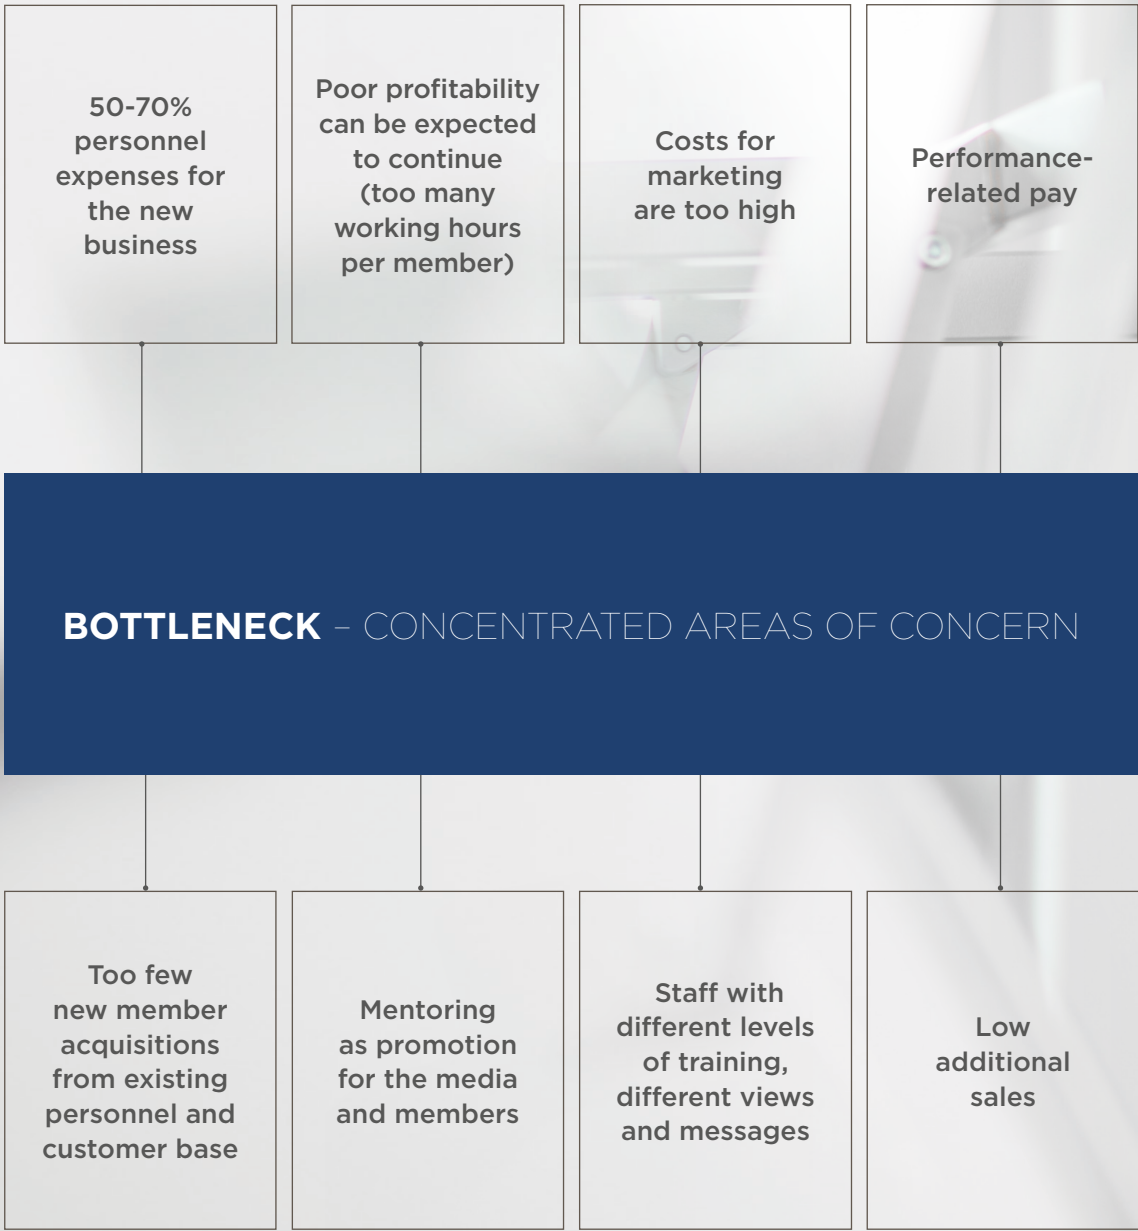 50-70%
personnel
expenses for
the new
business
Poor profitability
can be expected
to continue
(too many
working hours
per member)
Costs for
marketing
are too high
Performance-
related pay
BOTTLENECK – CONCENTRATED AREAS OF CONCERN
Too few
new member
acquisitions
from existing
personnel and
customer base
Mentoring
as promotion
for the media
and members
Staff with
different levels
of training,
different views
and messages
Low
additional
sales